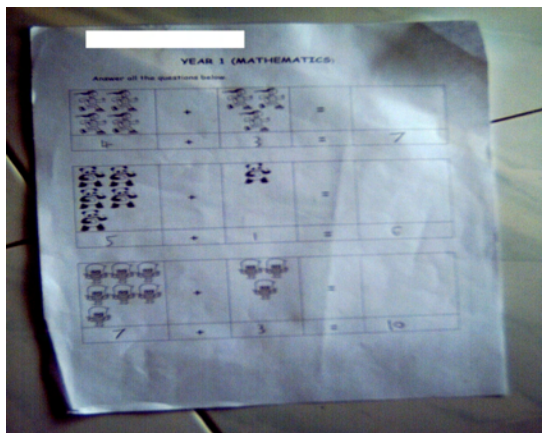 YEAR 1 (MATHEMATICS)
Answer all the questions below.
+ =
4 + 3 = 7
+ =
5 + 1 = 6
+ =
7 + 3 = 10